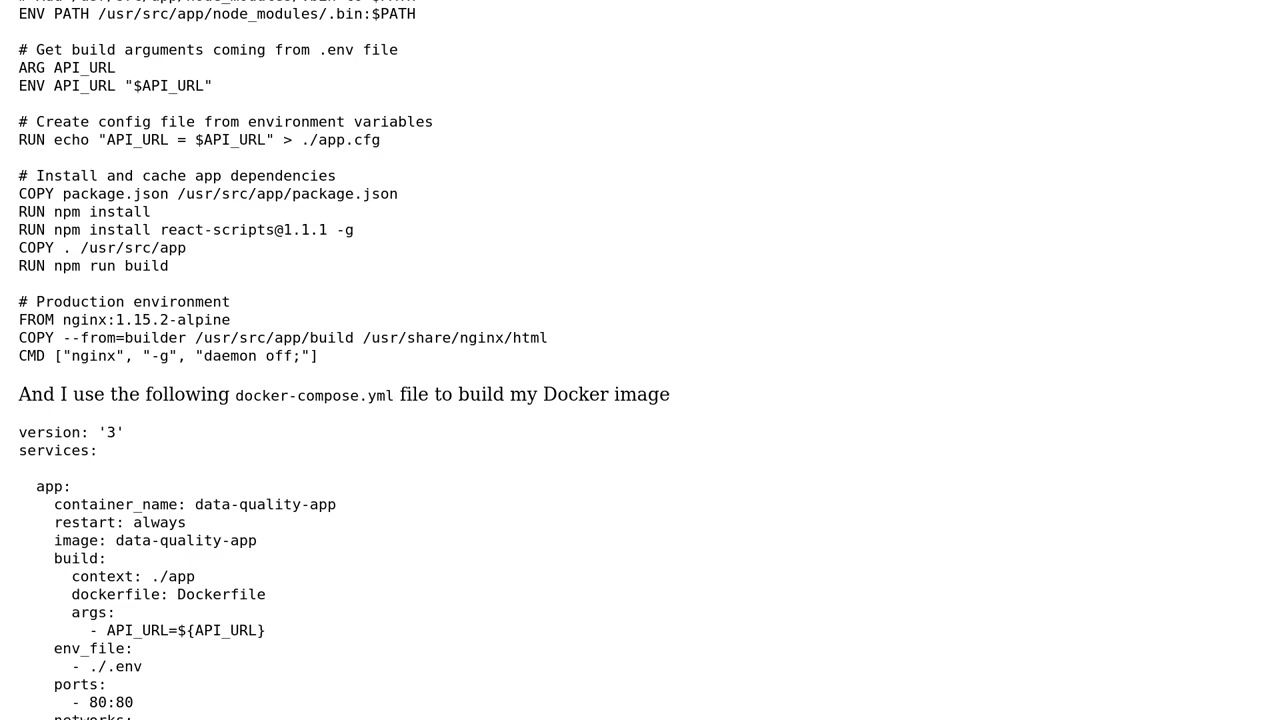 ENV PATH /usr/src/app/node_modules/.bin:$PATH
# Get build arguments coming from .env file
ARG API_URL
ENV API_URL "$API_URL"
# Create config file from environment variables
RUN echo "API_URL = $API_URL" > ./app.cfg
# Install and cache app dependencies
COPY package.json /usr/src/app/package.json
RUN npm install
RUN npm install react-scripts@1.1.1 -g
COPY . /usr/src/app
RUN npm run build
# Production environment
FROM nginx:1.15.2-alpine
COPY --from=builder /usr/src/app/build /usr/share/nginx/html
CMD ["nginx", "-g", "daemon off;"]
And I use the following docker-compose.yml file to build my Docker image
version: '3'
services:
  app:
    container_name: data-quality-app
    restart: always
    image: data-quality-app
    build:
      context: ./app
      dockerfile: Dockerfile
      args:
        - API_URL=${API_URL}
    env_file:
      - ./.env
    ports:
      - 80:80
    networks: